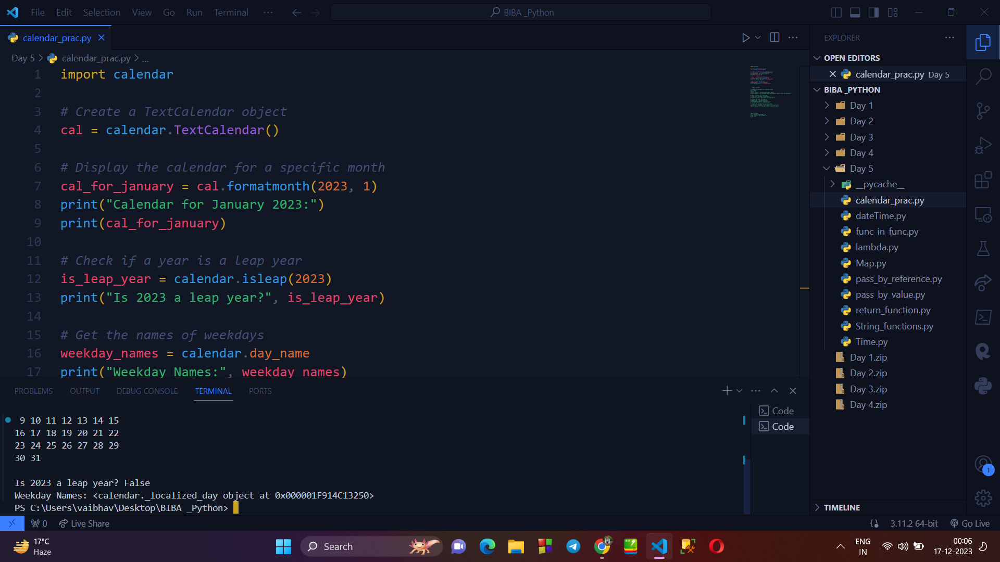 File Edit Selection View Go Run Terminal ··· BIBA _Python
calendar_prac.py
Day 5 > calendar_prac.py > ...
1 import calendar
2
3 # Create a TextCalendar object
4 cal = calendar.TextCalendar()
5
6 # Display the calendar for a specific month
7 cal_for_january = cal.formatmonth(2023, 1)
8 print("Calendar for January 2023:")
9 print(cal_for_january)
10
11 # Check if a year is a leap year
12 is_leap_year = calendar.isleap(2023)
13 print("Is 2023 a leap year?", is_leap_year)
14
15 # Get the names of weekdays
16 weekday_names = calendar.day_name
17 print("Weekday Names:", weekday_names)
PROBLEMS OUTPUT DEBUG CONSOLE TERMINAL PORTS
9 10 11 12 13 14 15
16 17 18 19 20 21 22
23 24 25 26 27 28 29
30 31
Is 2023 a leap year? False
Weekday Names: <calendar._localized_day object at 0x000001F914C13250>
PS C:\Users\vaibhav\Desktop\BIBA _Python>
Code
Code
EXPLORER
OPEN EDITORS
calendar_prac.py Day 5
BIBA _PYTHON
Day 1
Day 2
Day 3
Day 4
Day 5
__pycache__
calendar_prac.py
dateTime.py
func_in_func.py
lambda.py
Map.py
pass_by_reference.py
pass_by_value.py
return_function.py
String_functions.py
Time.py
Day 1.zip
Day 2.zip
Day 3.zip
Day 4.zip
TIMELINE
1
0 Live Share 3.11.2 64-bit Go Live
17°C
Haze
Search
ENG
IN
00:06
17-12-2023